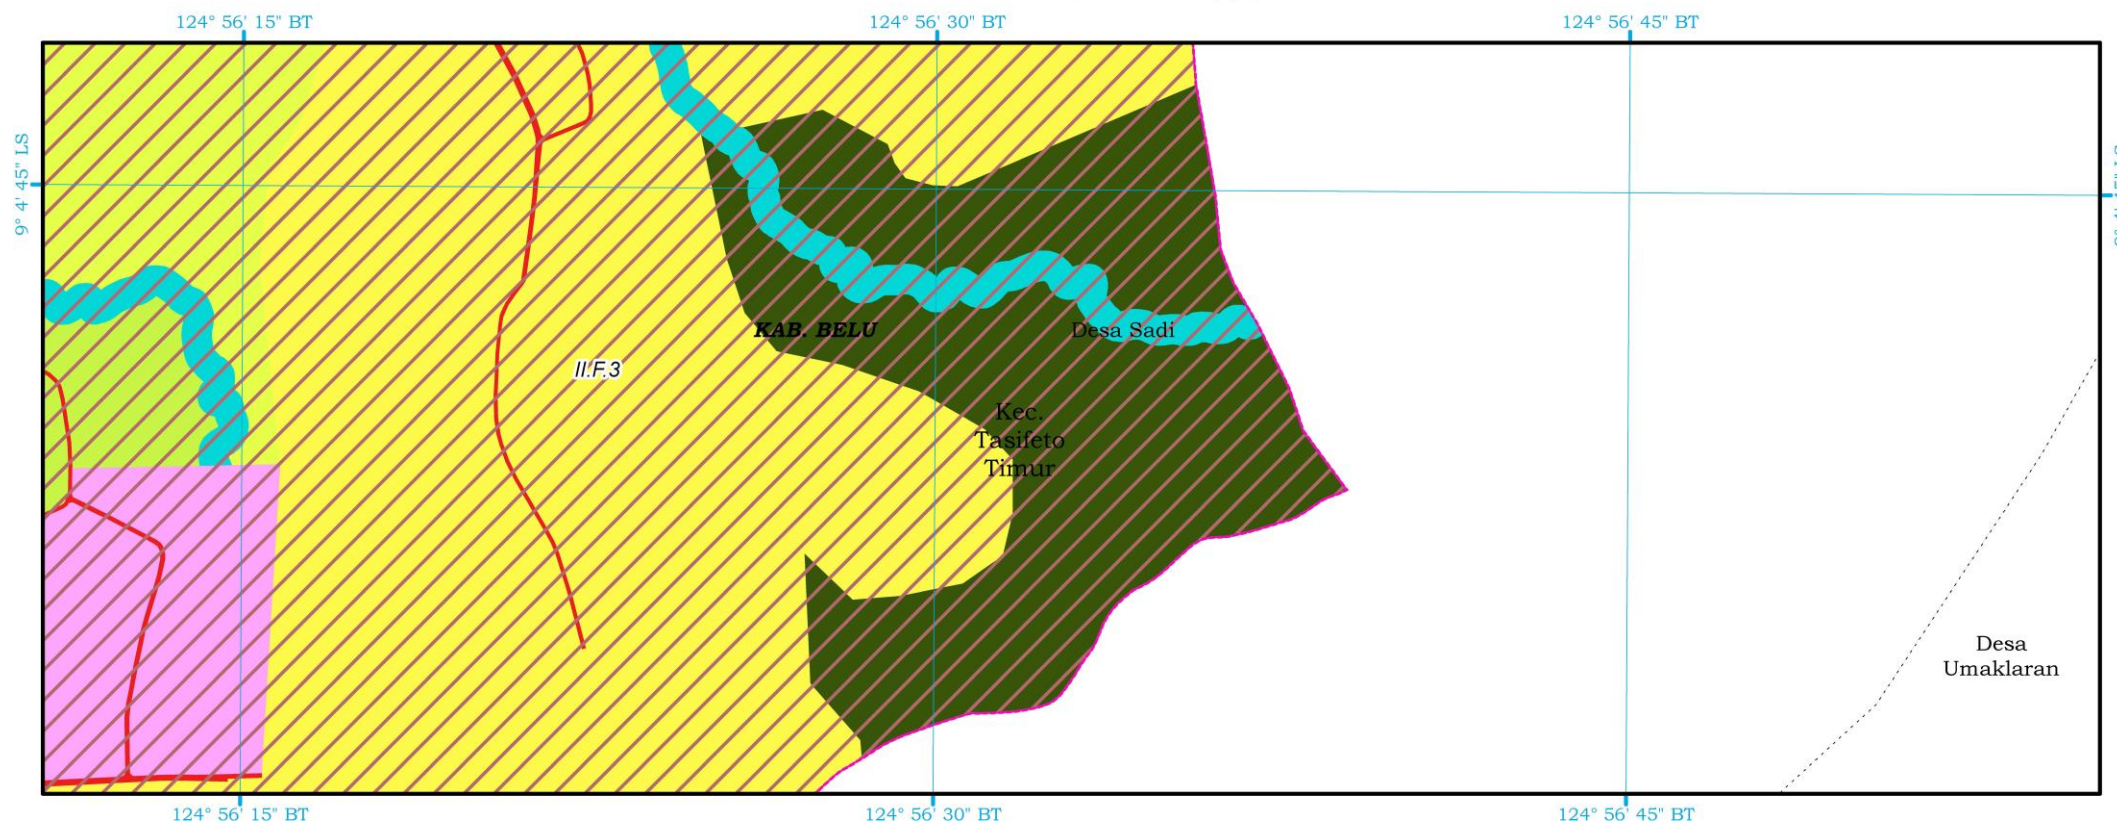 124° 56' 15" BT
124° 56' 30" BT
124° 56' 45" BT
9° 4' 45" LS
KAB. BELU
Desa Sadi
II.F.3
Kec.
Tasifeto
Timur
Desa
Umaklaran
124° 56' 15" BT
124° 56' 30" BT
124° 56' 45" BT